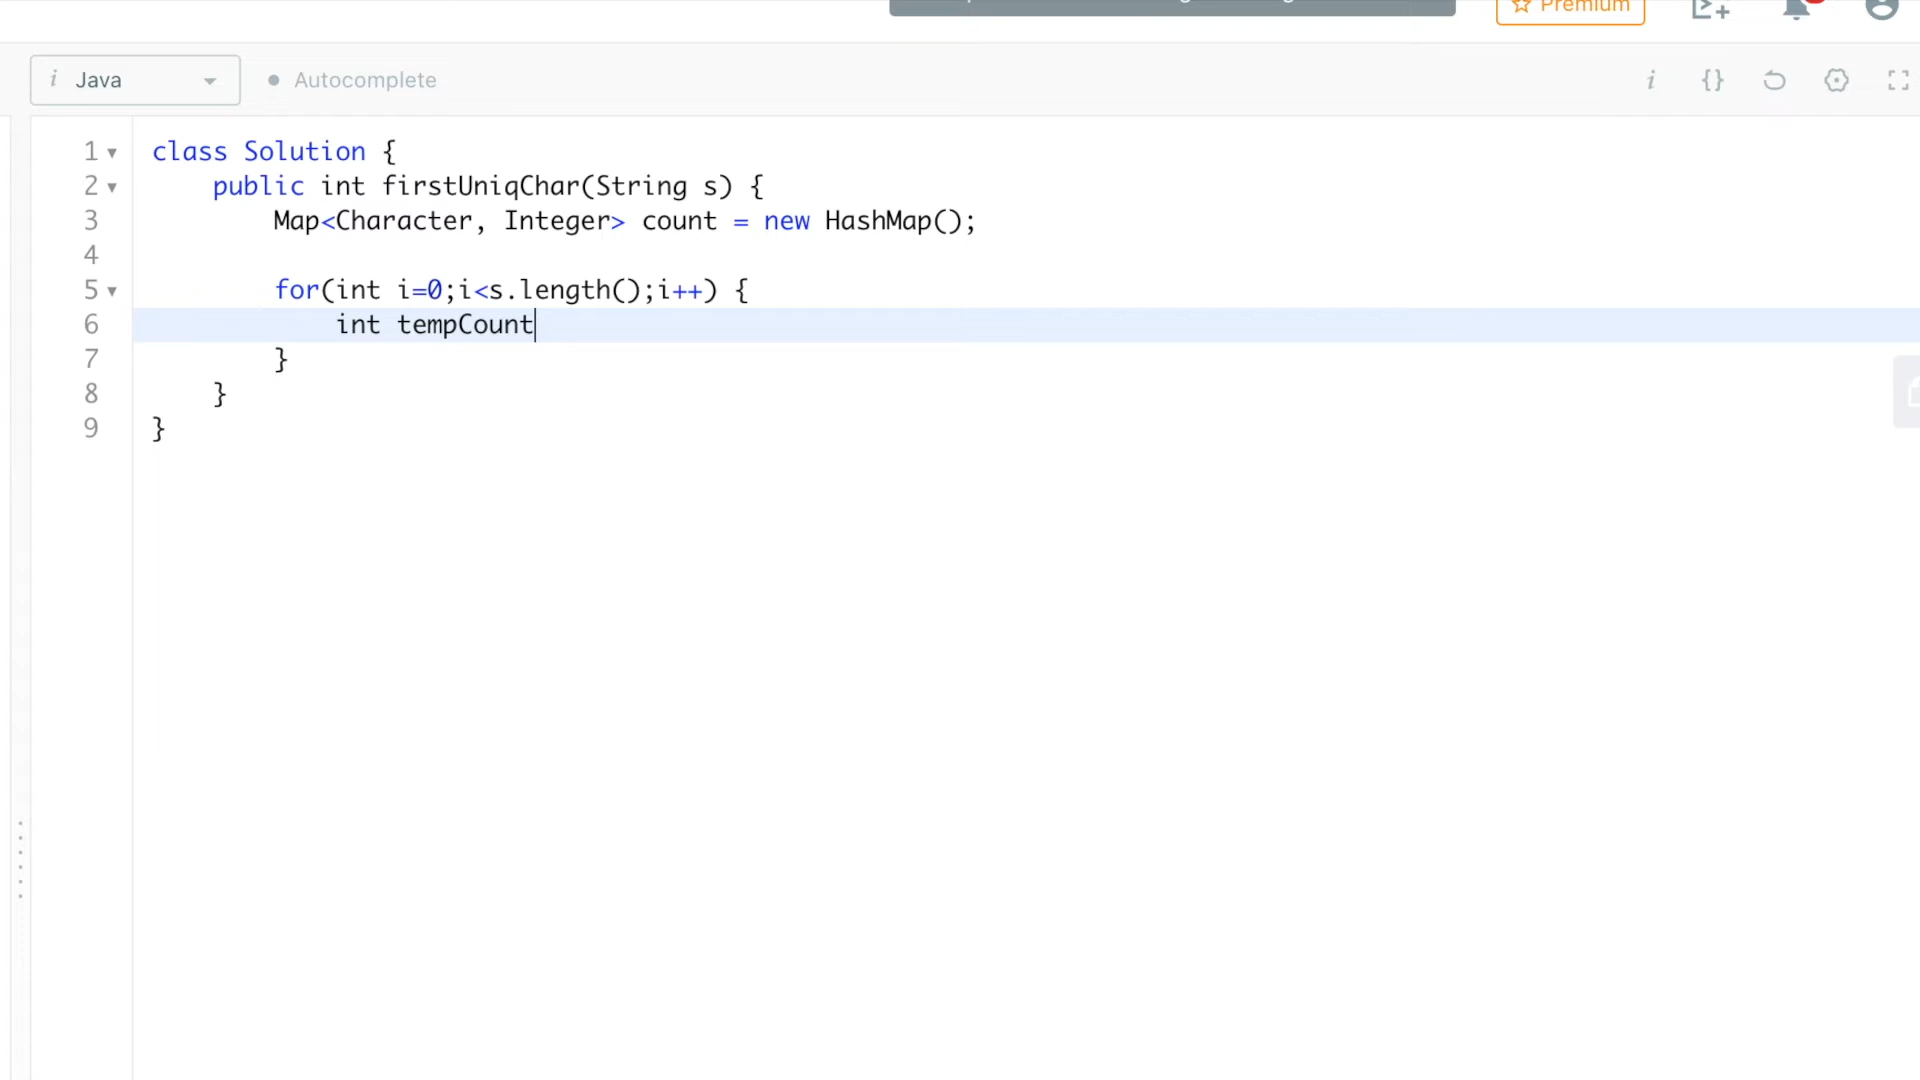 Premium
i Java Autocomplete i {}
1 class Solution {
2 public int firstUniqChar(String s) {
3 Map<Character, Integer> count = new HashMap();
4
5 for(int i=0;i<s.length();i++) {
6 int tempCount
7 }
8 }
9 }